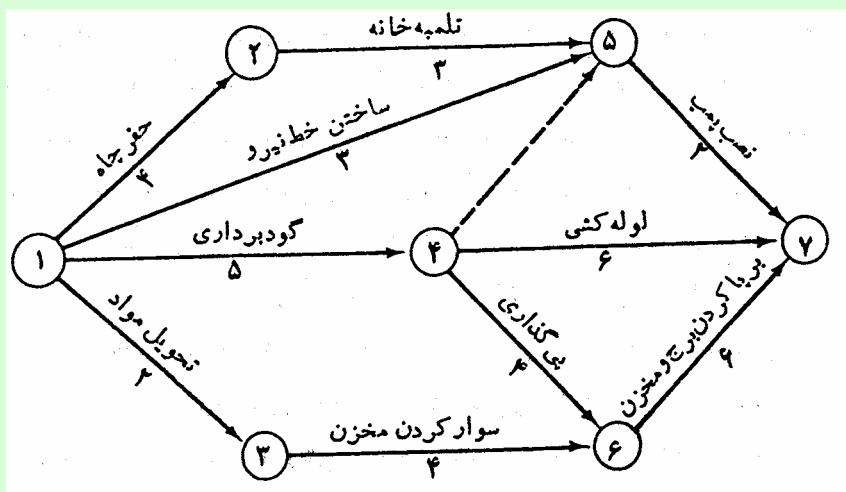 تلمبه خانه
۲
۵
۳
حفر چاه
۴
ساختن خط نیرو
۳
نصب پمپ
۲
گودبرداری
۵
لوله کشی
۶
۱
۴
۷
تحویل مواد
۲
پی گذاری
۴
برپا کردن برج و مخزن
۶
سوار کردن مخزن
۴
۳
۶